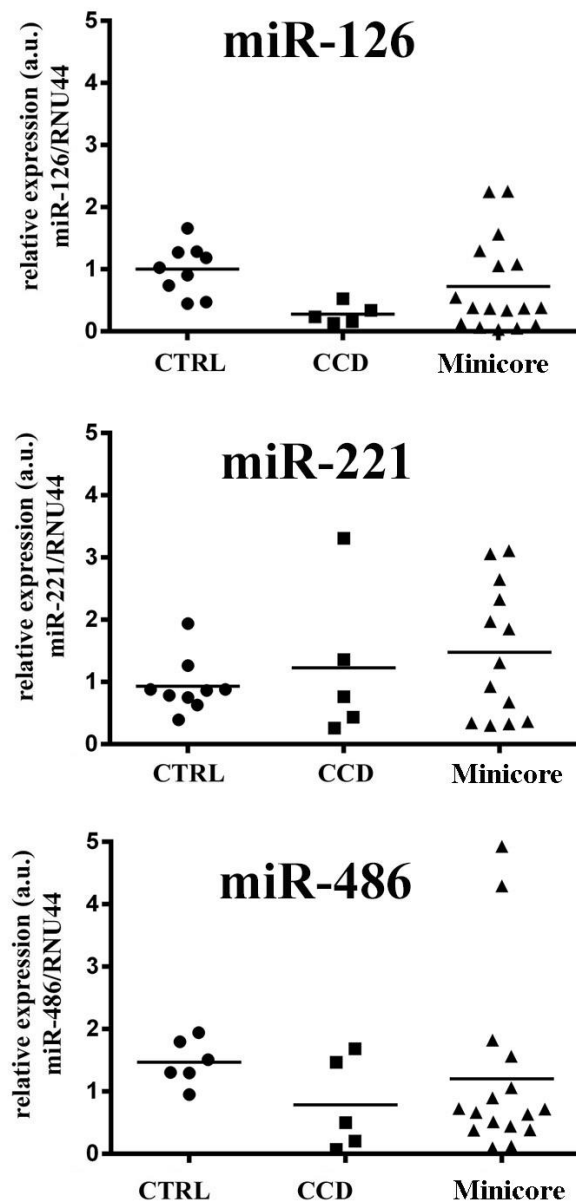 miR-126
relative expression (a.u.)
miR-126/RNU44
5
4
3
2
1
0
CTRL CCD Minicore
miR-221
relative expression (a.u.)
miR-221/RNU44
5
4
3
2
1
0
CTRL CCD Minicore
miR-486
relative expression (a.u.)
miR-486/RNU44
5
4
3
2
1
0
CTRL CCD Minicore